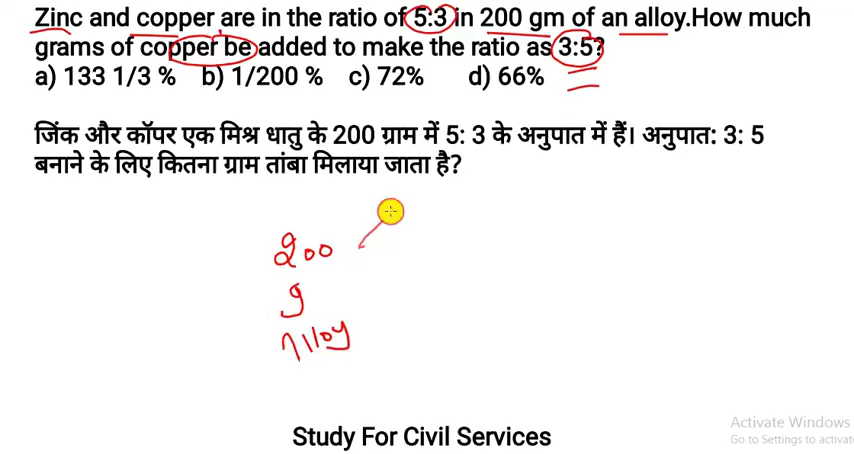 Zinc and copper are in the ratio of 5:3 in 200 gm of an alloy.How much
grams of copper be added to make the ratio as 3:5?
a) 133 1/3 % b) 1/200 % c) 72% d) 66%
जिंक और कॉपर एक मिश्र धातु के 200 ग्राम में 5: 3 के अनुपात में हैं। अनुपात: 3: 5
बनाने के लिए कितना ग्राम तांबा मिलाया जाता है?
200
g
Alloy
Study For Civil Services
Activate Windows
Go to Settings to activat